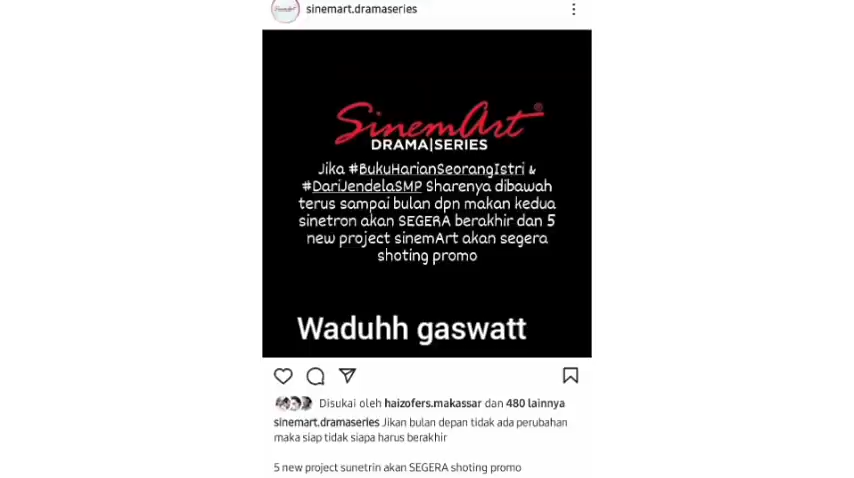 sinemart.dramaseries
SinemArt®
DRAMA|SERIES
Jika #BukuHarianSeorangIstri &
#DariJendelaSMP Sharenya dibawah
terus sampai bulan dpn makan kedua
sinetron akan SEGERA berakhir dan 5
new project sinemArt akan segera
shoting promo
Waduhh gaswatt
Disukai oleh haizofers.makassar dan 480 lainnya
sinemart.dramaseries Jikan bulan depan tidak ada perubahan
maka siap tidak siapa harus berakhir
5 new project sunetrin akan SEGERA shoting promo